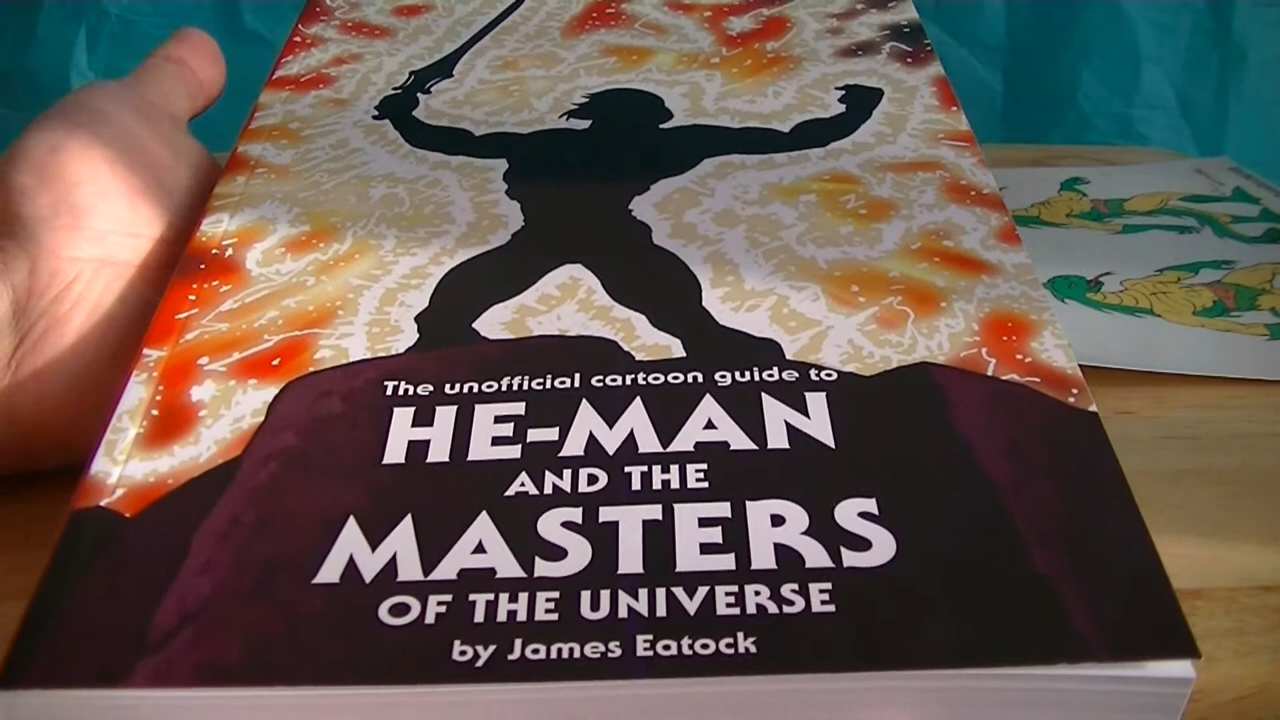 The unofficial cartoon guide to
HE-MAN
AND THE
MASTERS
OF THE UNIVERSE
by James Eatock